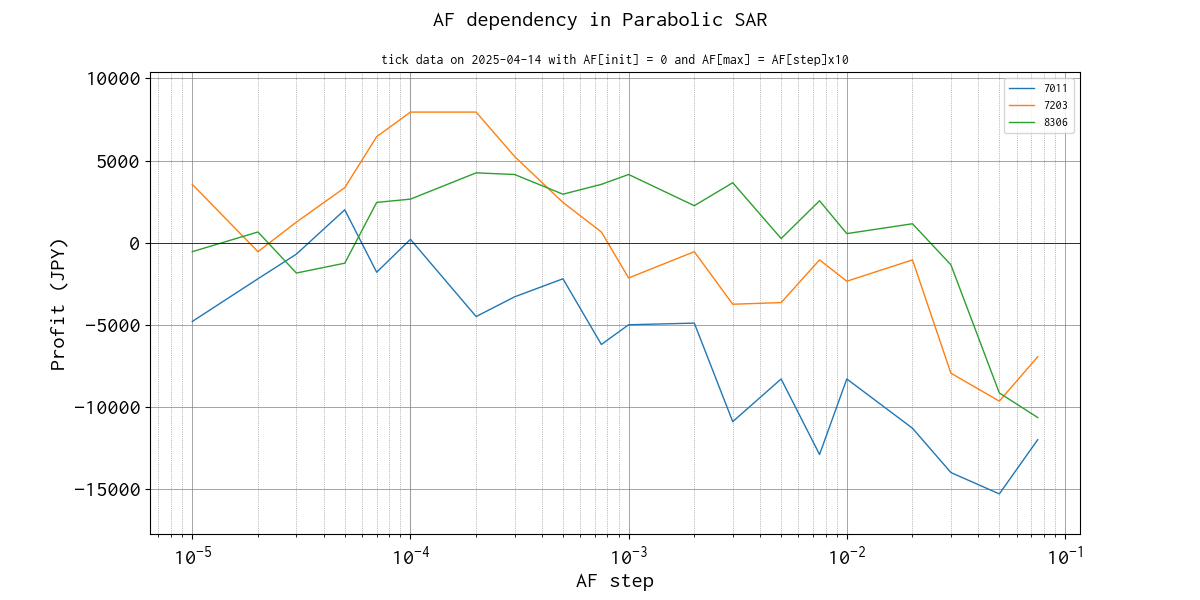 AF dependency in Parabolic SAR
tick data on 2025-04-14 with AF[init] = 0 and AF[max] = AF[step]x10
7011
7203
8306
Profit (JPY)
10000
5000
0
−5000
−10000
−15000
10⁻⁵ 10⁻⁴ 10⁻³ 10⁻² 10⁻¹
AF step